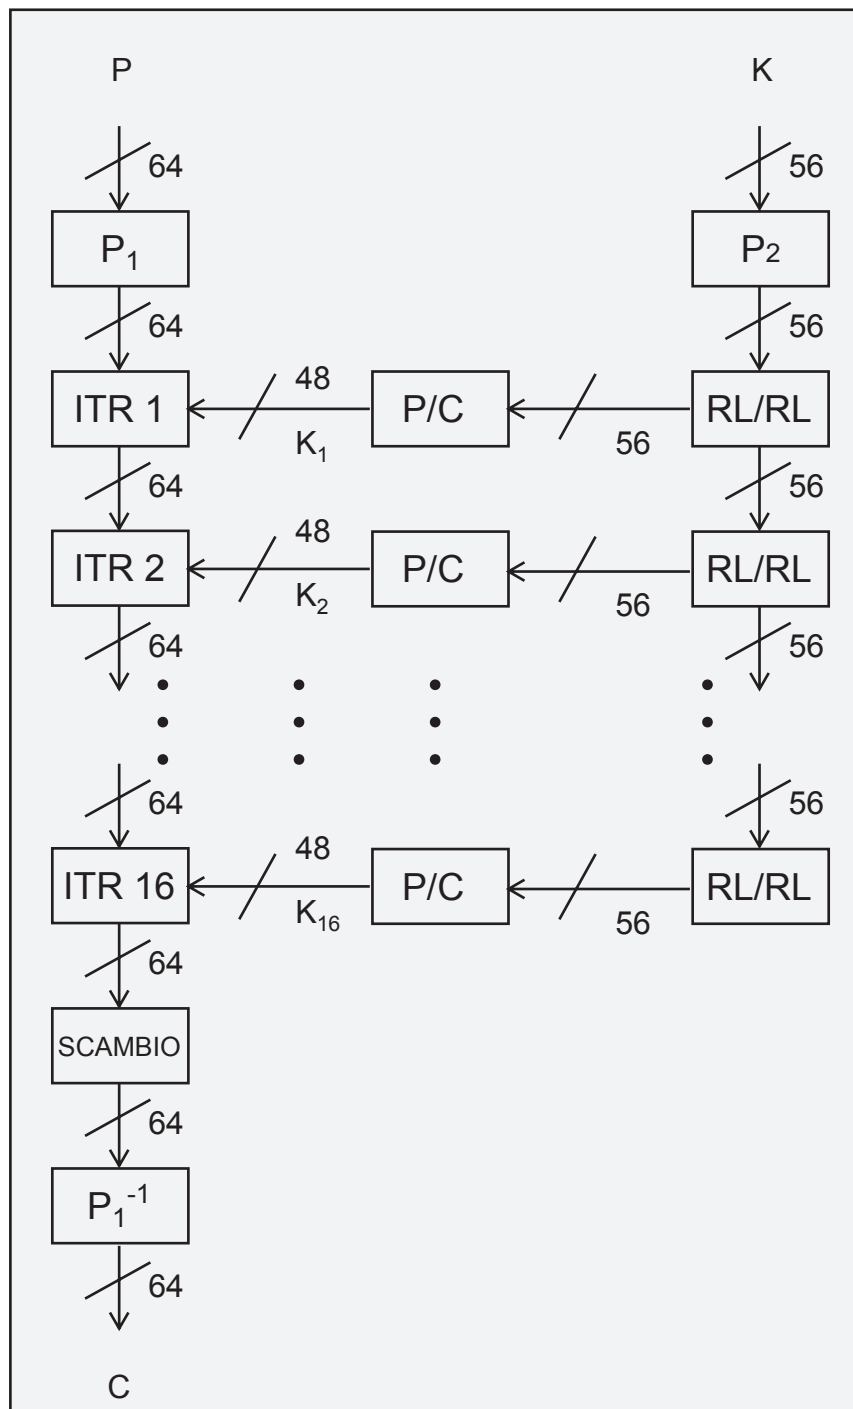 P K
64 56
P₁ P2
64 56
ITR 1 48 K₁ P/C 56 RL/RL
64 56
ITR 2 48 K₂ P/C 56 RL/RL
64 56
64 56
ITR 16 48 K₁₆ P/C 56 RL/RL
64
SCAMBIO
64
P₁⁻¹
64
C